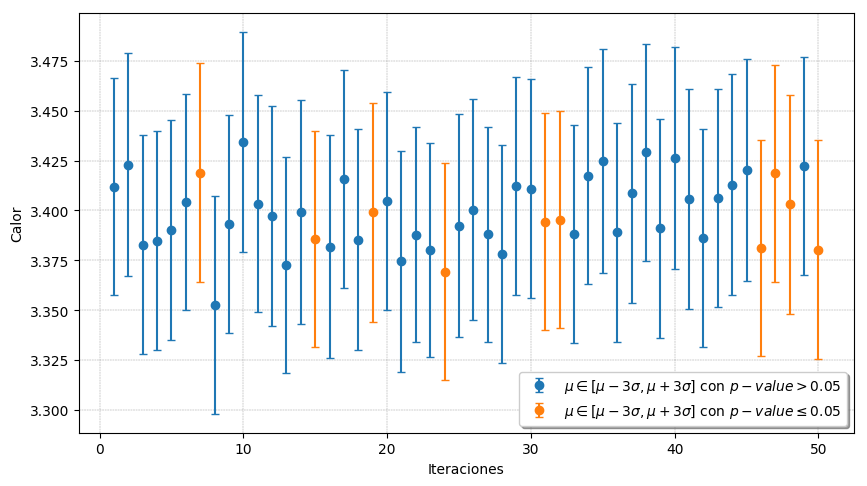 3.475
3.450
3.425
3.400
3.375
3.350
3.325
3.300
Calor
0 10 20 30 40 50
Iteraciones
μ ∈ [μ − 3σ, μ + 3σ] con p − value > 0.05
μ ∈ [μ − 3σ, μ + 3σ] con p − value ≤ 0.05